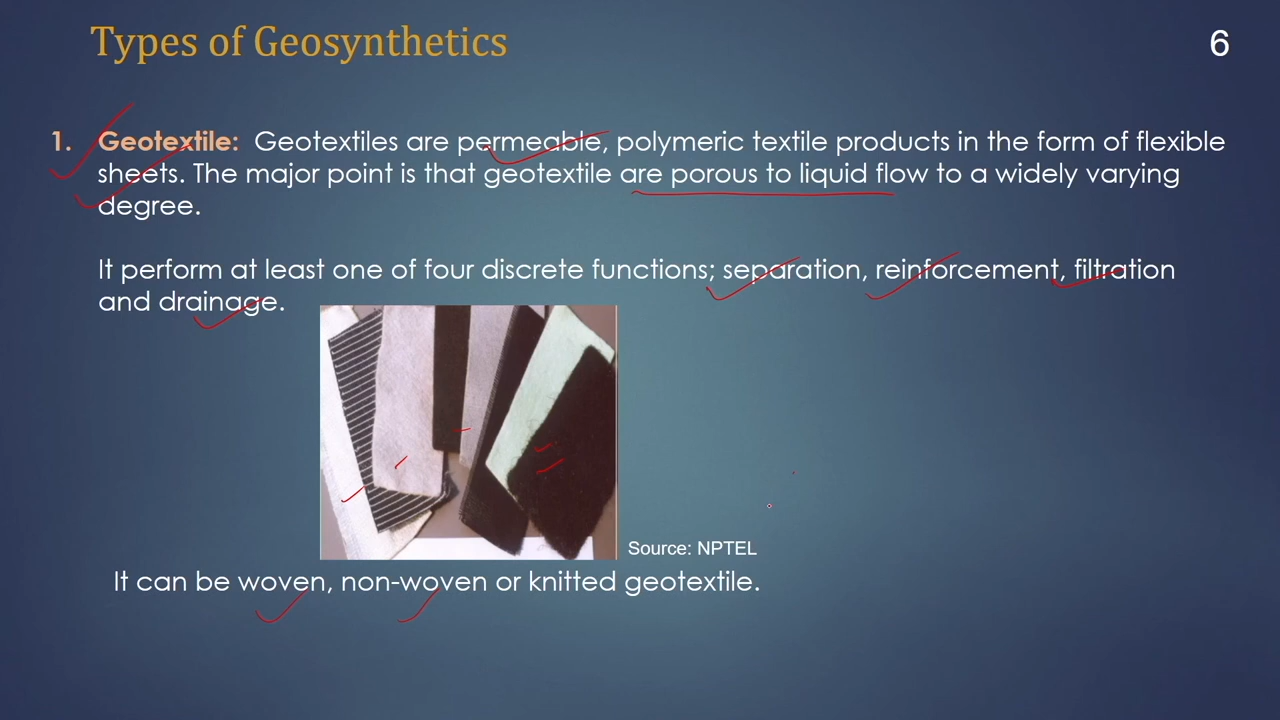 Types of Geosynthetics
6
1. Geotextile: Geotextiles are permeable, polymeric textile products in the form of flexible
sheets. The major point is that geotextile are porous to liquid flow to a widely varying
degree.
It perform at least one of four discrete functions; separation, reinforcement, filtration
and drainage.
Source: NPTEL
It can be woven, non-woven or knitted geotextile.